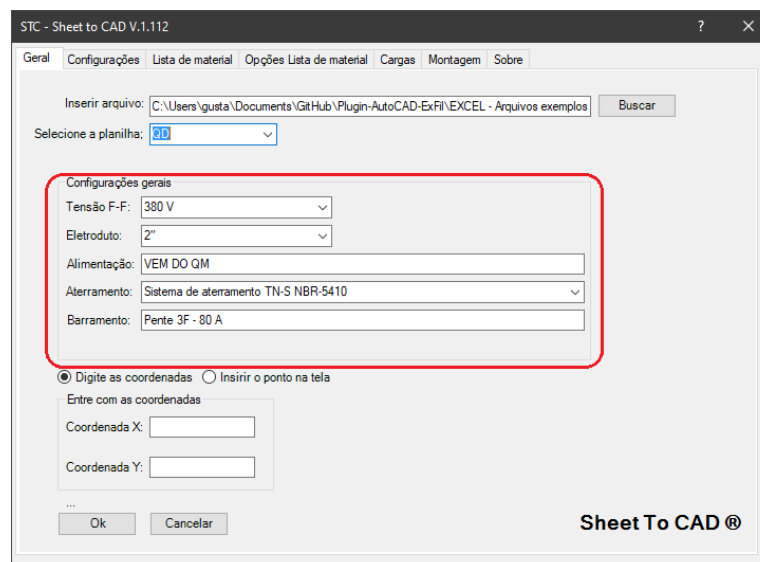 STC - Sheet to CAD V.1.112 ? ×
Geral Configurações Lista de material Opções Lista de material Cargas Montagem Sobre
Inserir arquivo: C:\Users\gusta\Documents\GitHub\Plugin-AutoCAD-ExFil\EXCEL - Arquivos exemplos Buscar
Selecione a planilha; QD
Configurações gerais
Tensão F-F: 380 V
Eletroduto: 2"
Alimentação: VEM DO QM
Aterramento: Sistema de aterramento TN-S NBR-5410
Barramento: Pente 3F - 80 A
Digite as coordenadas Insirir o ponto na tela
Entre com as coordenadas
Coordenada X:
Coordenada Y:
...
Ok Cancelar
Sheet To CAD ®